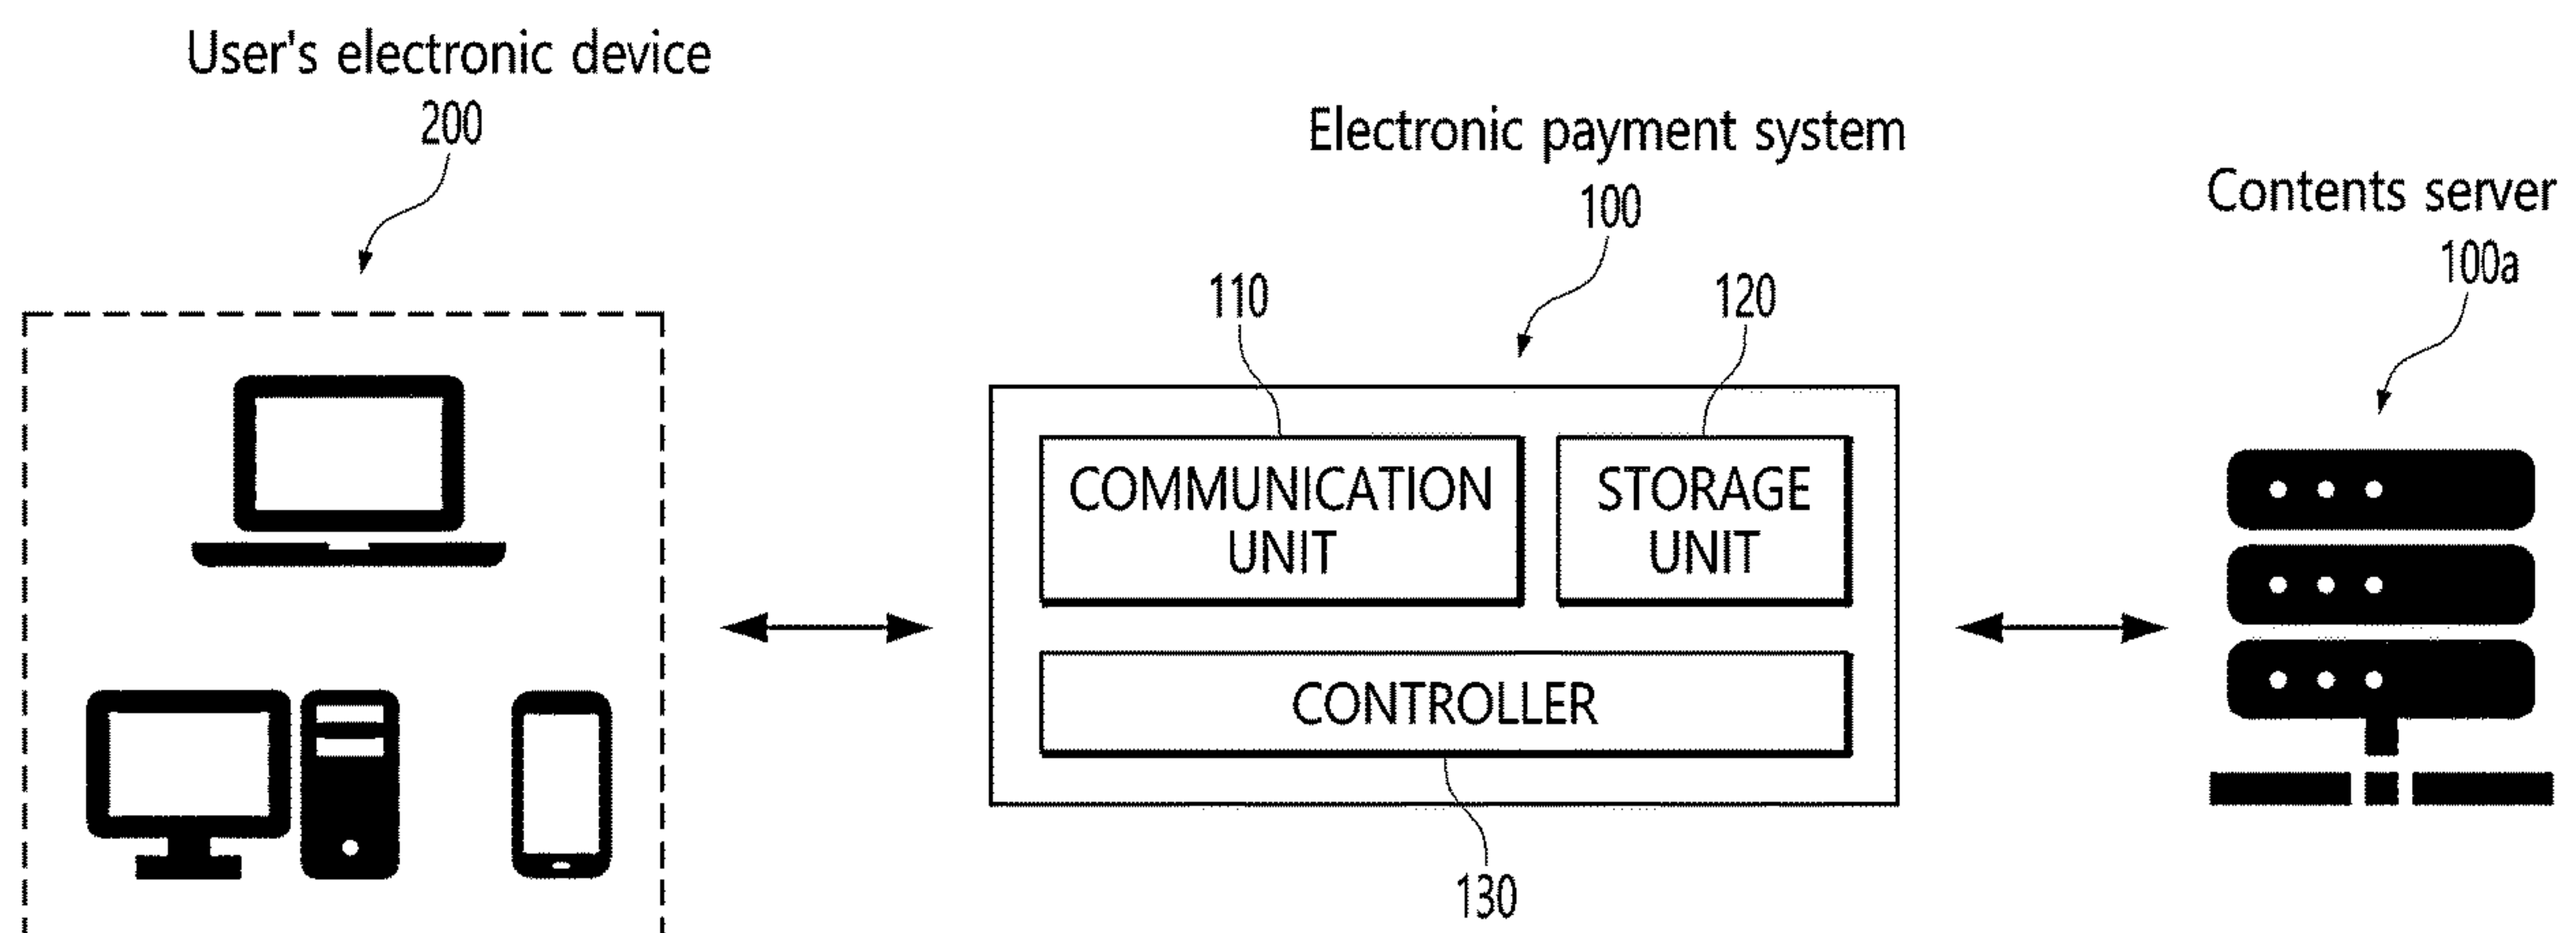 User's electronic device
200
Electronic payment system
100
Contents server
100a
110
120
COMMUNICATION
UNIT
STORAGE
UNIT
CONTROLLER
130